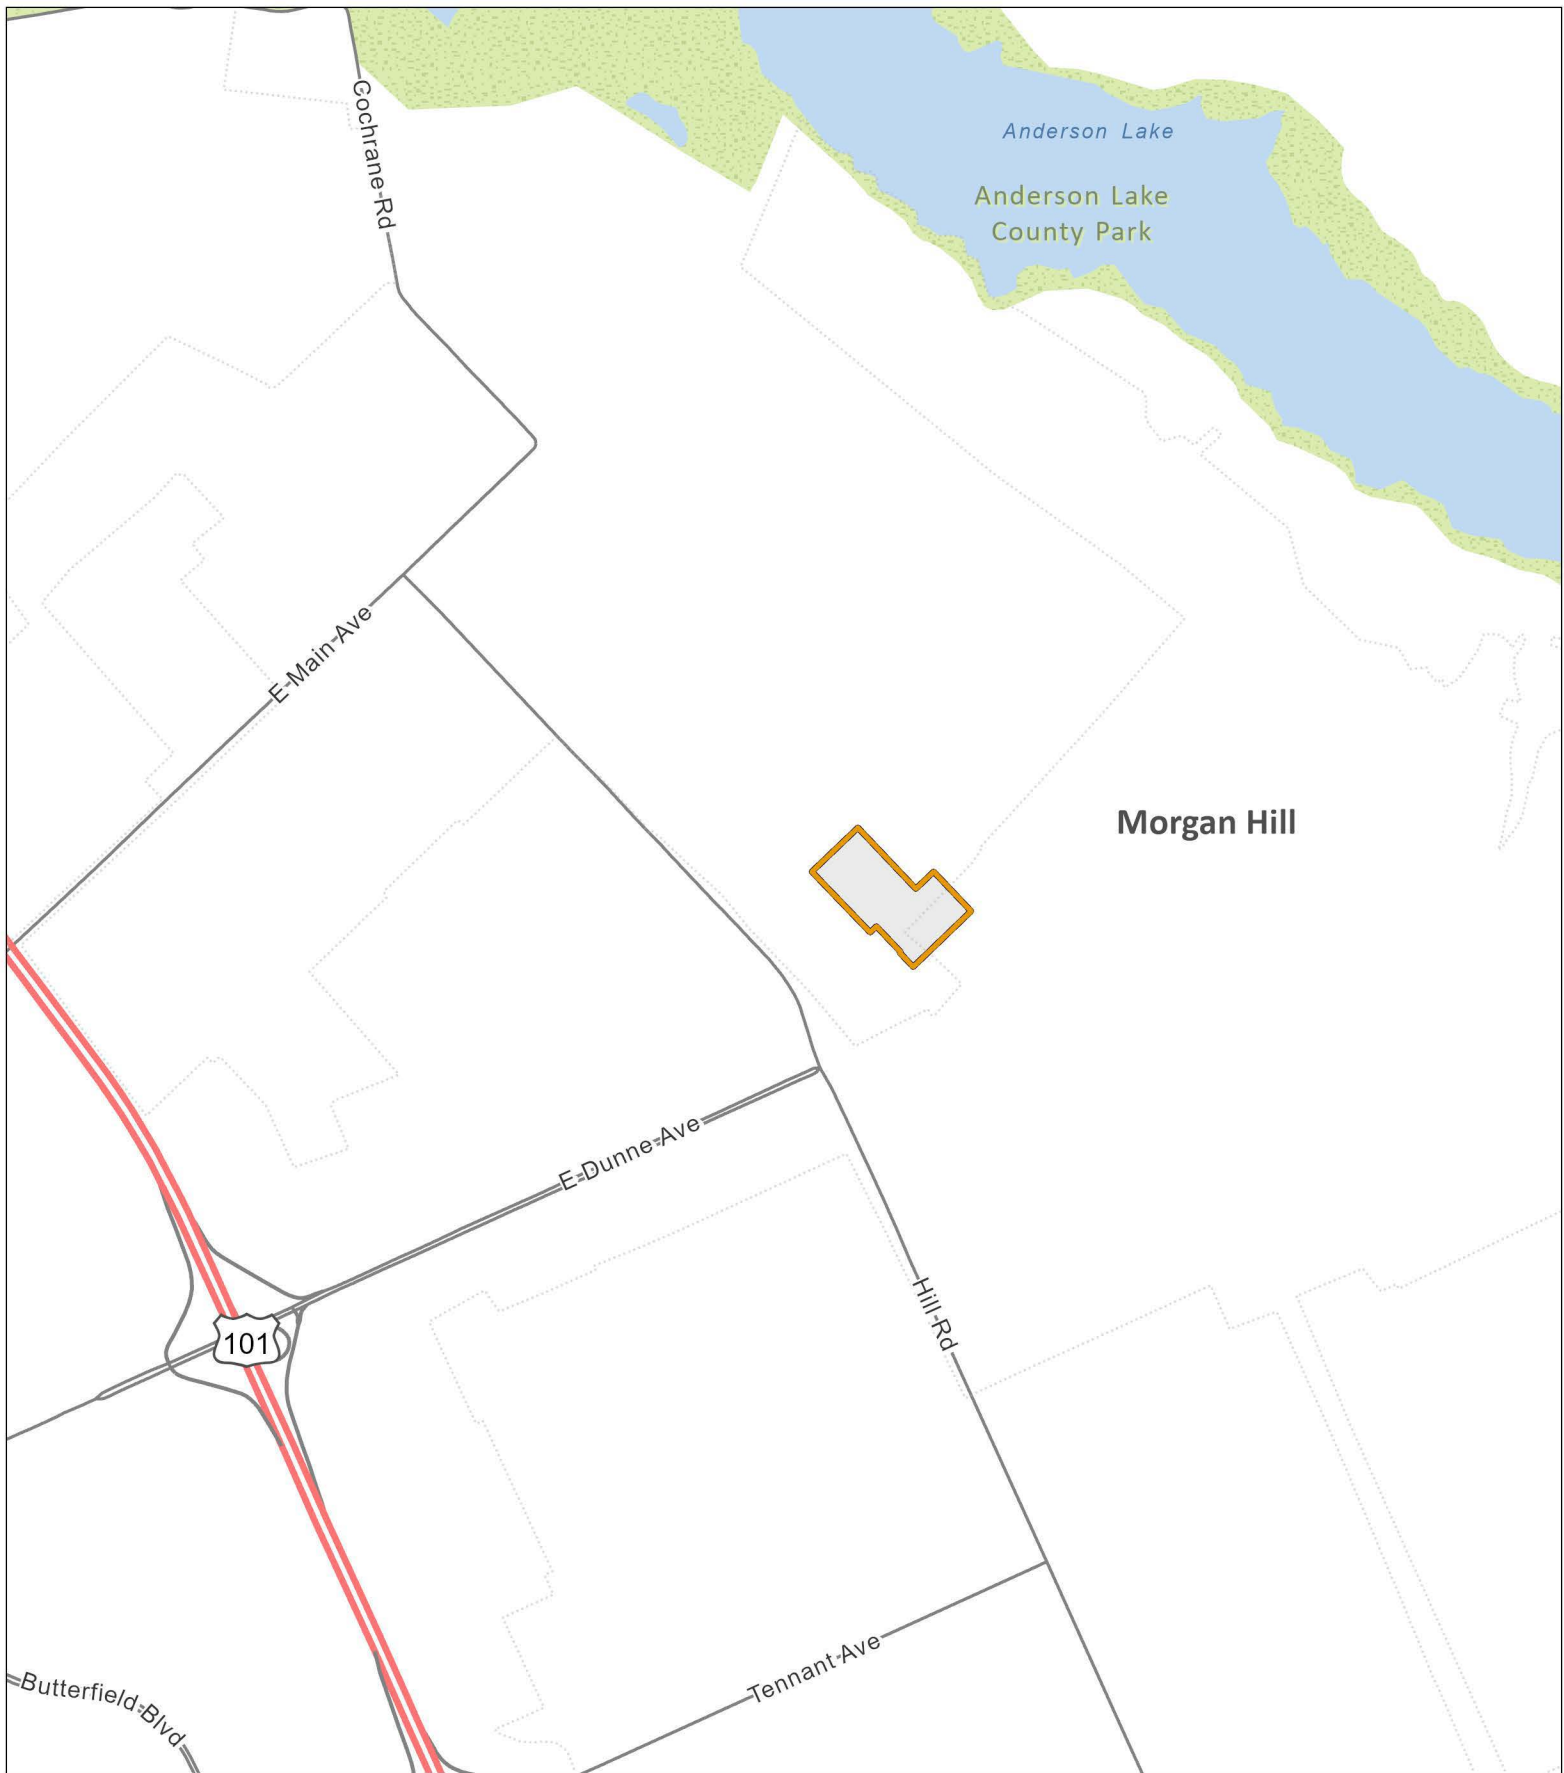 Cochrane Rd
Anderson Lake
Anderson Lake
County Park
E Main Ave
Morgan Hill
E Dunne Ave
Hill Rd
101
Tennant Ave
Butterfield Blvd